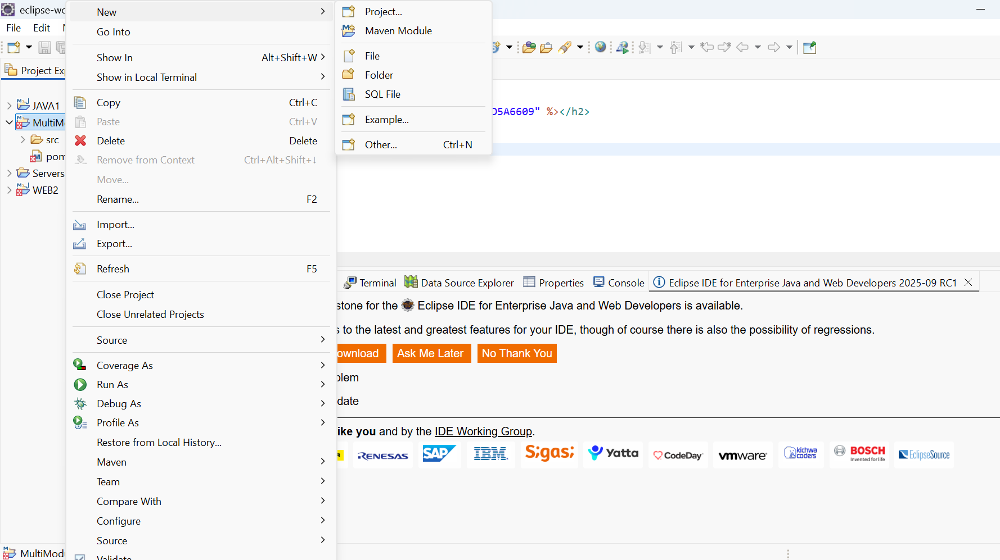 eclipse-wo
File Edit
Project Exp
JAVA1
MultiMo
src
pom
Servers
WEB2
MultiModu
New
Go Into
Show In Alt+Shift+W
Show in Local Terminal
Copy Ctrl+C
Paste Ctrl+V
Delete Delete
Remove from Context Ctrl+Alt+Shift+↓
Move...
Rename... F2
Import...
Export...
Refresh F5
Close Project
Close Unrelated Projects
Source
Coverage As
Run As
Debug As
Profile As
Restore from Local History...
Maven
Team
Compare With
Configure
Source
Validate
Project...
Maven Module
File
Folder
SQL File
Example...
Other... Ctrl+N
D5A6609" %></h2>
Terminal Data Source Explorer Properties Console Eclipse IDE for Enterprise Java and Web Developers 2025-09 RC1
stone for the Eclipse IDE for Enterprise Java and Web Developers is available.
s to the latest and greatest features for your IDE, though of course there is also the possibility of regressions.
ownload Ask Me Later No Thank You
blem
date
ike you and by the IDE Working Group.
RENESAS SAP IBM Sigasi Yatta CodeDay vmware kichwa coders BOSCH Invented for life EclipseSource